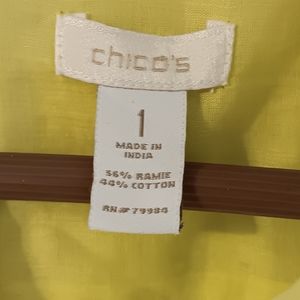 chico's
1
MADE IN
INDIA
56% RAMIE
44% COTTON
RN# 79984